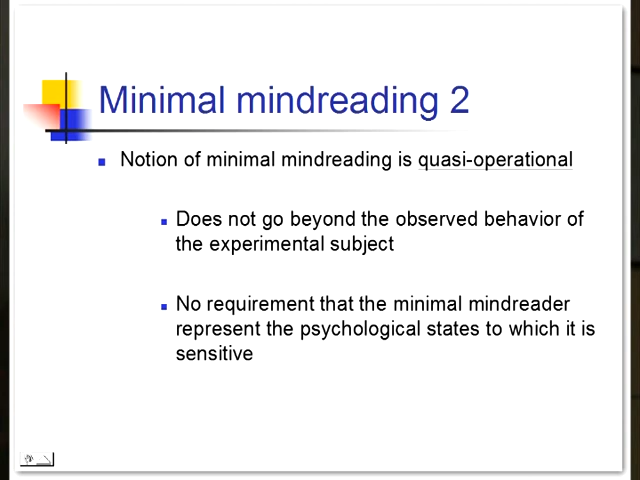 Minimal mindreading 2
Notion of minimal mindreading is quasi-operational
Does not go beyond the observed behavior of
the experimental subject
No requirement that the minimal mindreader
represent the psychological states to which it is
sensitive